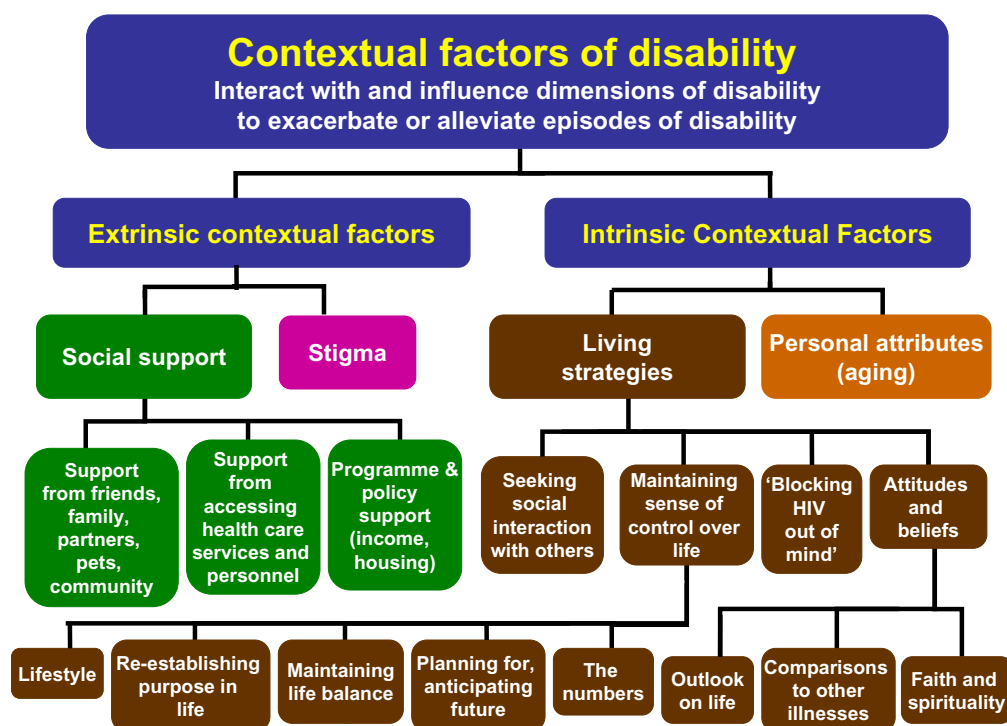 Contextual factors of disability
Interact with and influence dimensions of disability
to exacerbate or alleviate episodes of disability
Extrinsic contextual factors
Intrinsic Contextual Factors
Social support
Stigma
Living
strategies
Personal attributes
(aging)
Support
from friends,
family,
partners,
pets,
community
Support
from
accessing
health care
services and
personnel
Programme &
policy
support
(income,
housing)
Seeking
social
interaction
with others
Maintaining
sense of
control over
life
‘Blocking
HIV
out of
mind’
Attitudes
and
beliefs
Lifestyle
Re-establishing
purpose in
life
Maintaining
life balance
Planning for,
anticipating
future
The
numbers
Outlook
on life
Comparisons
to other
illnesses
Faith and
spirituality